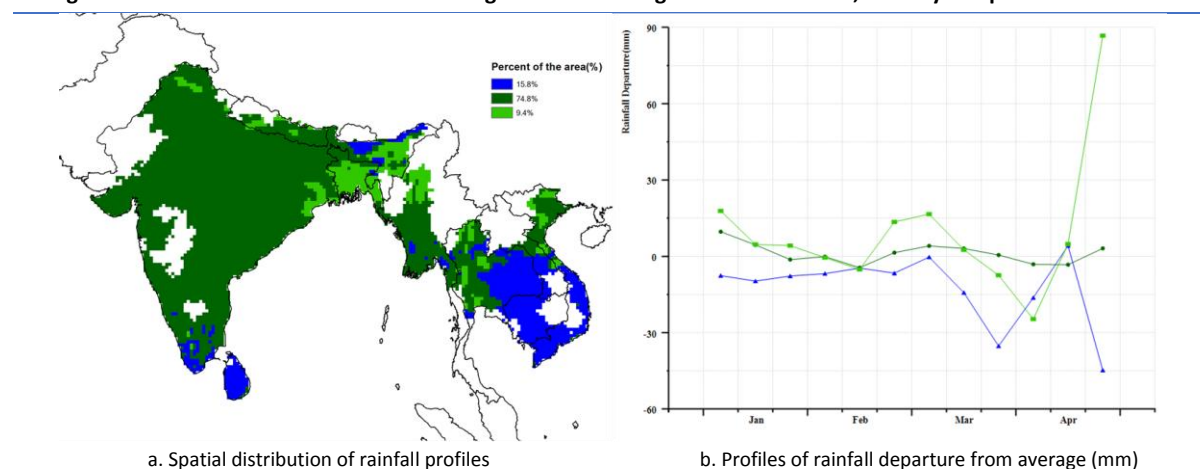 Percent of the area(%)
15.8%
74.8%
9.4%
Rainfall Departure(mm)
90
60
30
0
-30
-60
Jan
Feb
Mar
Apr
a. Spatial distribution of rainfall profiles
b. Profiles of rainfall departure from average (mm)